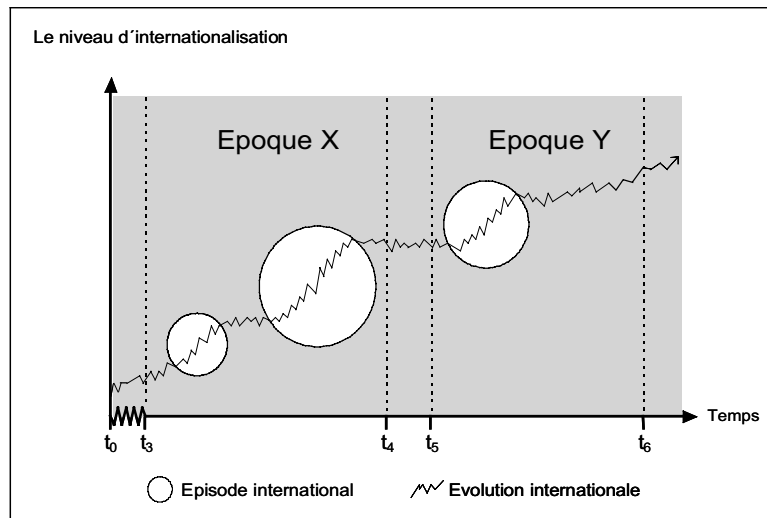 Le niveau d´internationalisation
Epoque X
Epoque Y
Temps
t0
t3
t4
t5
t6
Episode international
Evolution internationale